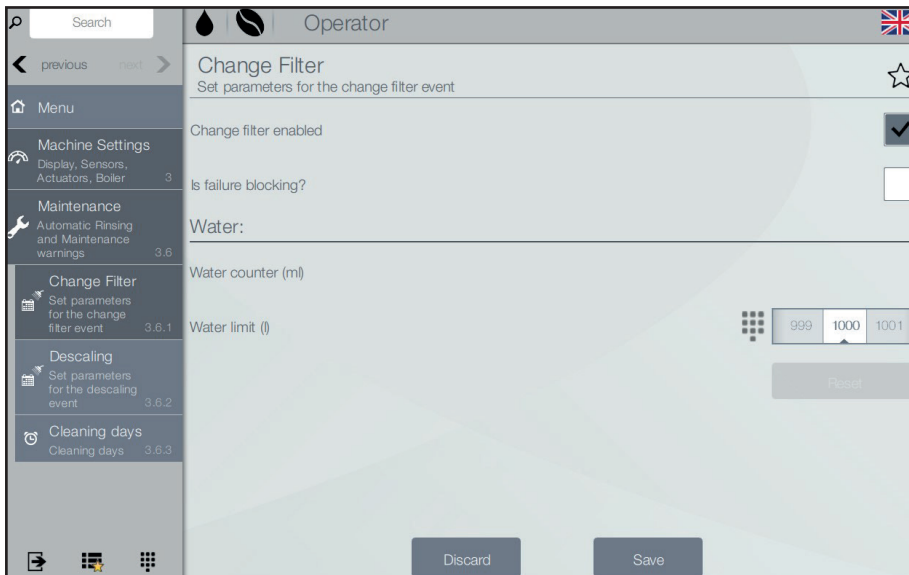 Search
Operator
previous
next
Change Filter
Set parameters for the change filter event
Menu
Machine Settings
Display, Sensors,
Actuators, Boiler 3
Maintenance
Automatic Rinsing
and Maintenance
warnings 3.6
Change Filter
Set parameters
for the change
filter event 3.6.1
Descaling
Set parameters
for the descaling
event 3.6.2
Cleaning days
Cleaning days 3.6.3
Change filter enabled
Is failure blocking?
Water:
Water counter (ml)
Water limit (l)
999 1000 1001
Reset
Discard
Save